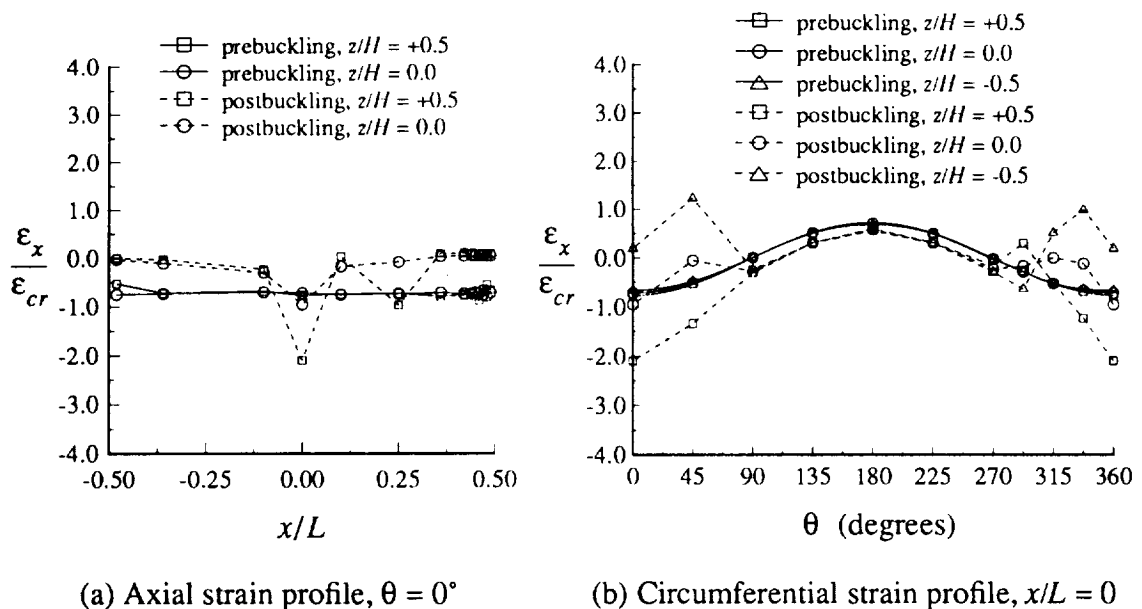 prebuckling, z/H = +0.5
prebuckling, z/H = 0.0
postbuckling, z/H = +0.5
postbuckling, z/H = 0.0
4.0
3.0
2.0
1.0
0.0
-1.0
-2.0
-3.0
-4.0
εx
εcr
-0.50
-0.25
0.00
0.25
0.50
x/L
(a) Axial strain profile, θ = 0°
prebuckling, z/H = +0.5
prebuckling, z/H = 0.0
prebuckling, z/H = -0.5
postbuckling, z/H = +0.5
postbuckling, z/H = 0.0
postbuckling, z/H = -0.5
4.0
3.0
2.0
1.0
0.0
-1.0
-2.0
-3.0
-4.0
εx
εcr
0
45
90
135
180
225
270
315
360
θ (degrees)
(b) Circumferential strain profile, x/L = 0